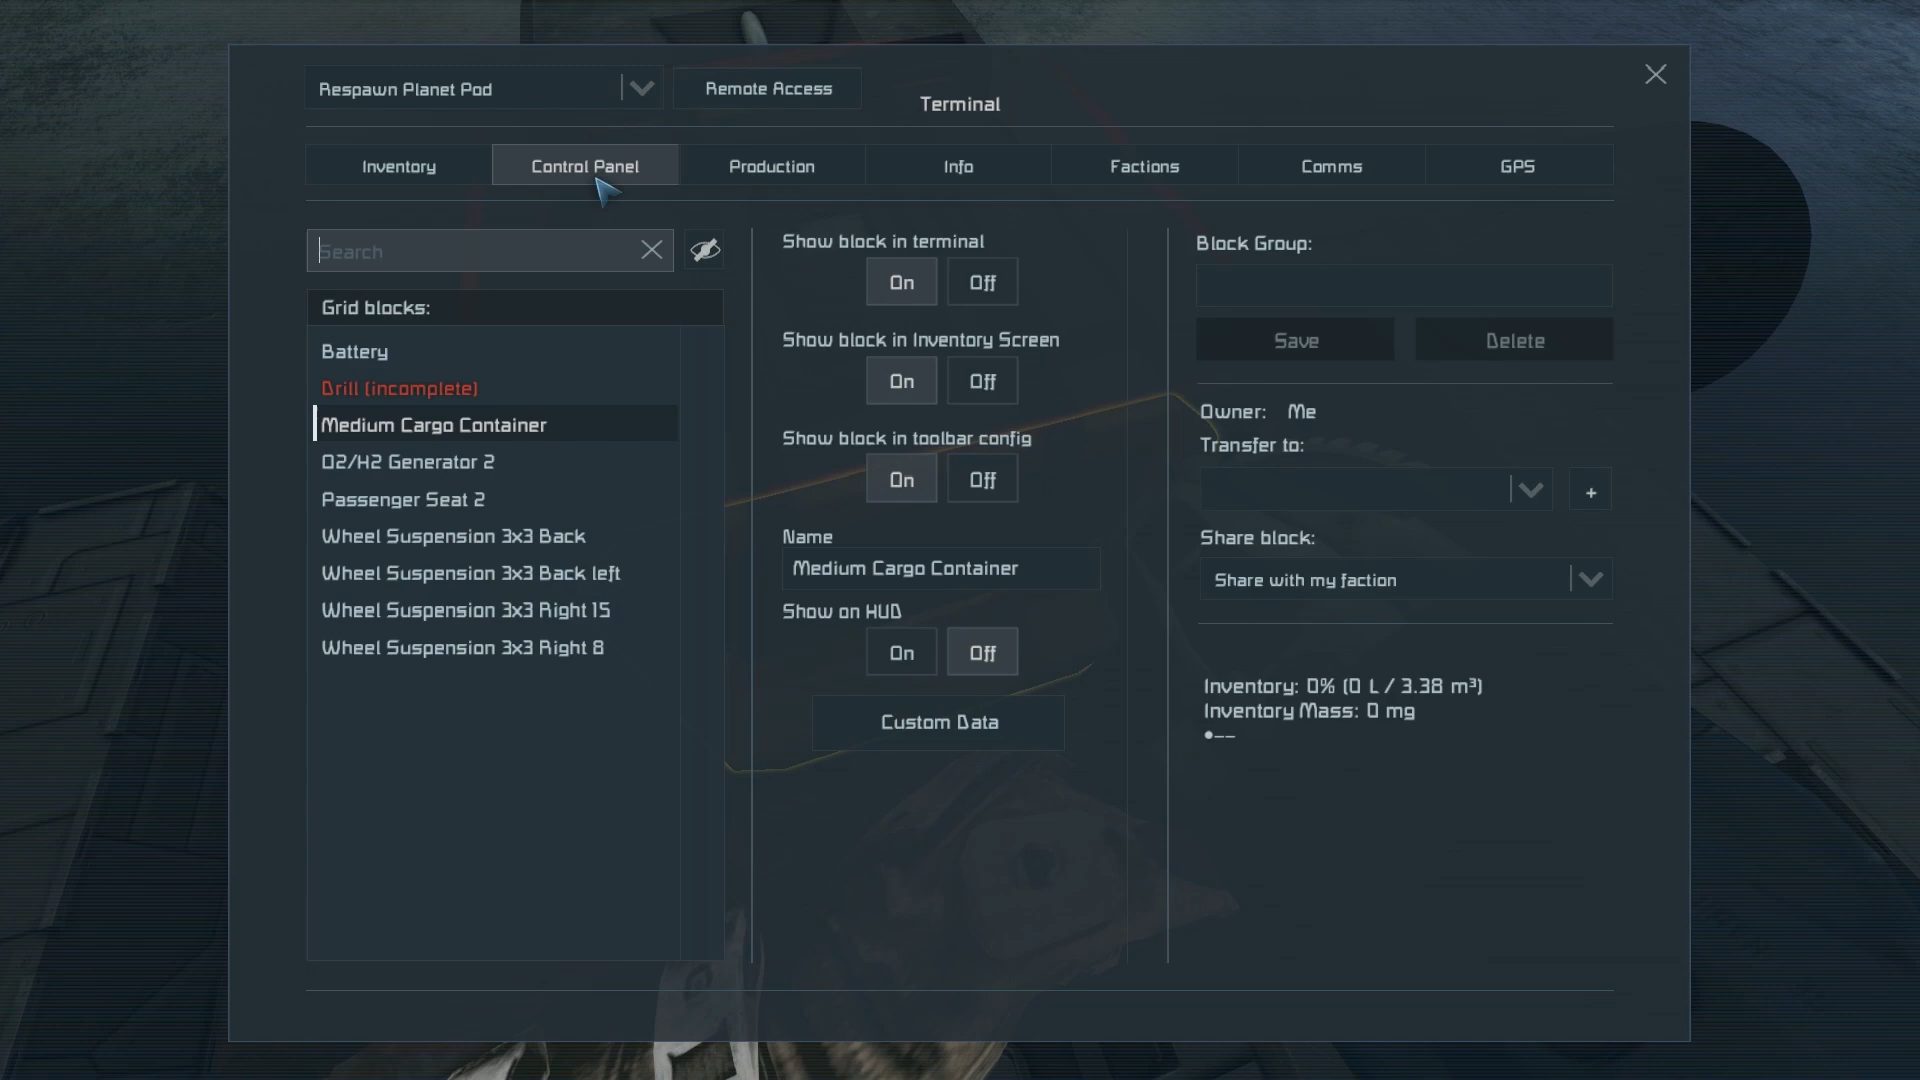 Respawn Planet Pod
Remote Access
Terminal
Inventory
Control Panel
Production
Info
Factions
Comms
GPS
Search
Grid blocks:
Battery
Drill (incomplete)
Medium Cargo Container
O2/H2 Generator 2
Passenger Seat 2
Wheel Suspension 3x3 Back
Wheel Suspension 3x3 Back left
Wheel Suspension 3x3 Right 15
Wheel Suspension 3x3 Right 8
Show block in terminal
On Off
Show block in Inventory Screen
On Off
Show block in toolbar config
On Off
Name
Medium Cargo Container
Show on HUD
On Off
Custom Data
Block Group:
Save Delete
Owner: Me
Transfer to:
+
Share block:
Share with my faction
Inventory: 0% (0 L / 3.38 m³)
Inventory Mass: 0 mg